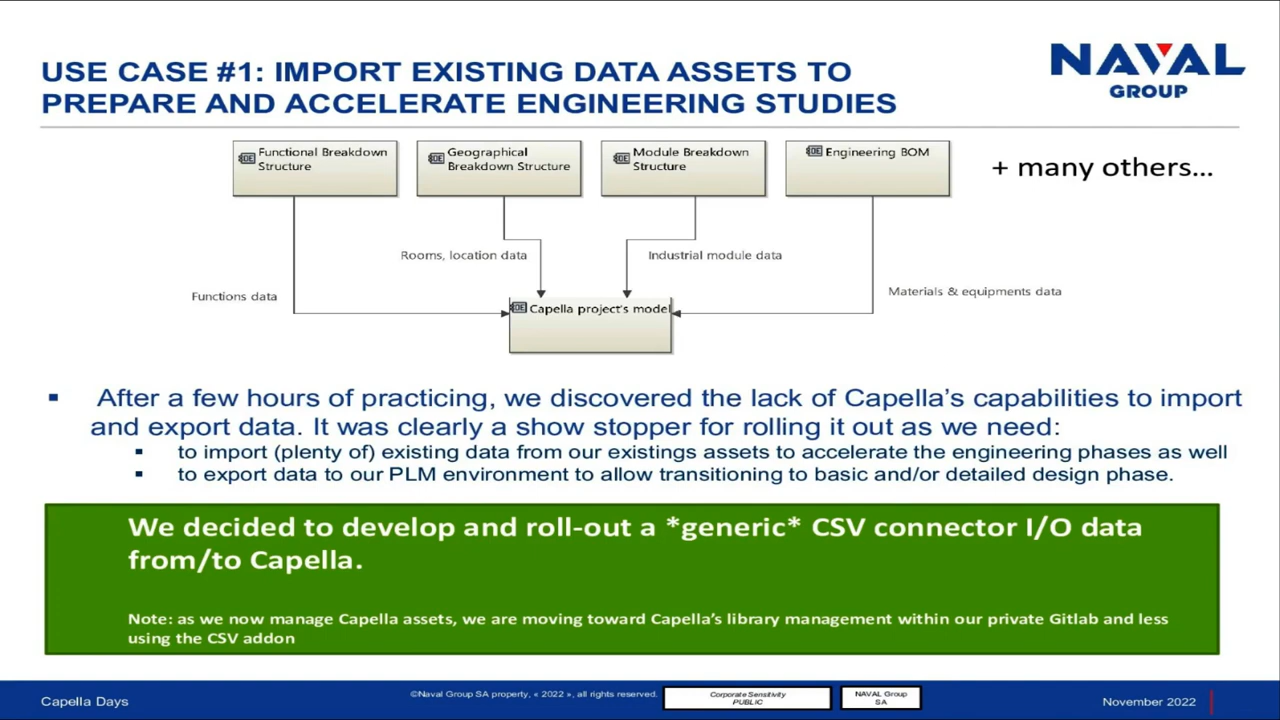 USE CASE #1: IMPORT EXISTING DATA ASSETS TO
PREPARE AND ACCELERATE ENGINEERING STUDIES
NAVAL
GROUP
Functional Breakdown
Structure
Geographical
Breakdown Structure
Module Breakdown
Structure
Engineering BOM
+ many others...
Rooms, location data
Industrial module data
Functions data
Materials & equipments data
Capella project's model
▪ After a few hours of practicing, we discovered the lack of Capella's capabilities to import
and export data. It was clearly a show stopper for rolling it out as we need:
▪ to import (plenty of) existing data from our existings assets to accelerate the engineering phases as well
▪ to export data to our PLM environment to allow transitioning to basic and/or detailed design phase.
We decided to develop and roll-out a *generic* CSV connector I/O data
from/to Capella.
Note: as we now manage Capella assets, we are moving toward Capella's library management within our private Gitlab and less
using the CSV addon
Capella Days
©Naval Group SA property, « 2022 », all rights reserved.
Corporate Sensitivity
PUBLIC
NAVAL Group
SA
November 2022